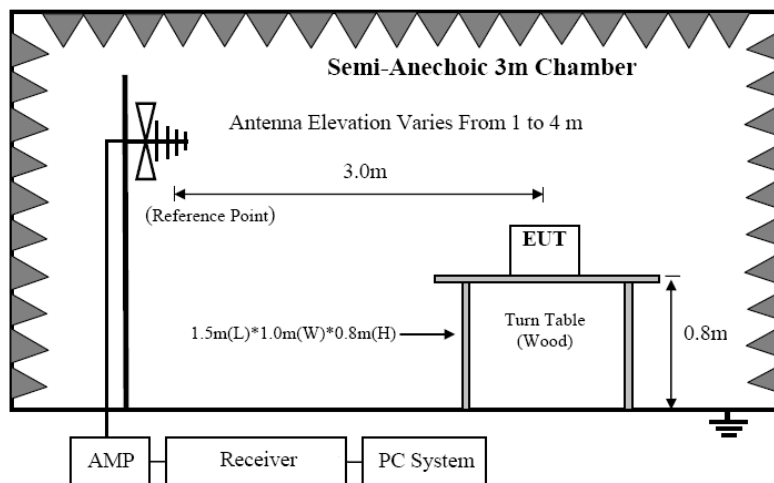 Semi-Anechoic 3m Chamber
Antenna Elevation Varies From 1 to 4 m
3.0m
(Reference Point)
EUT
1.5m(L)*1.0m(W)*0.8m(H)
Turn Table
(Wood)
0.8m
AMP
Receiver
PC System